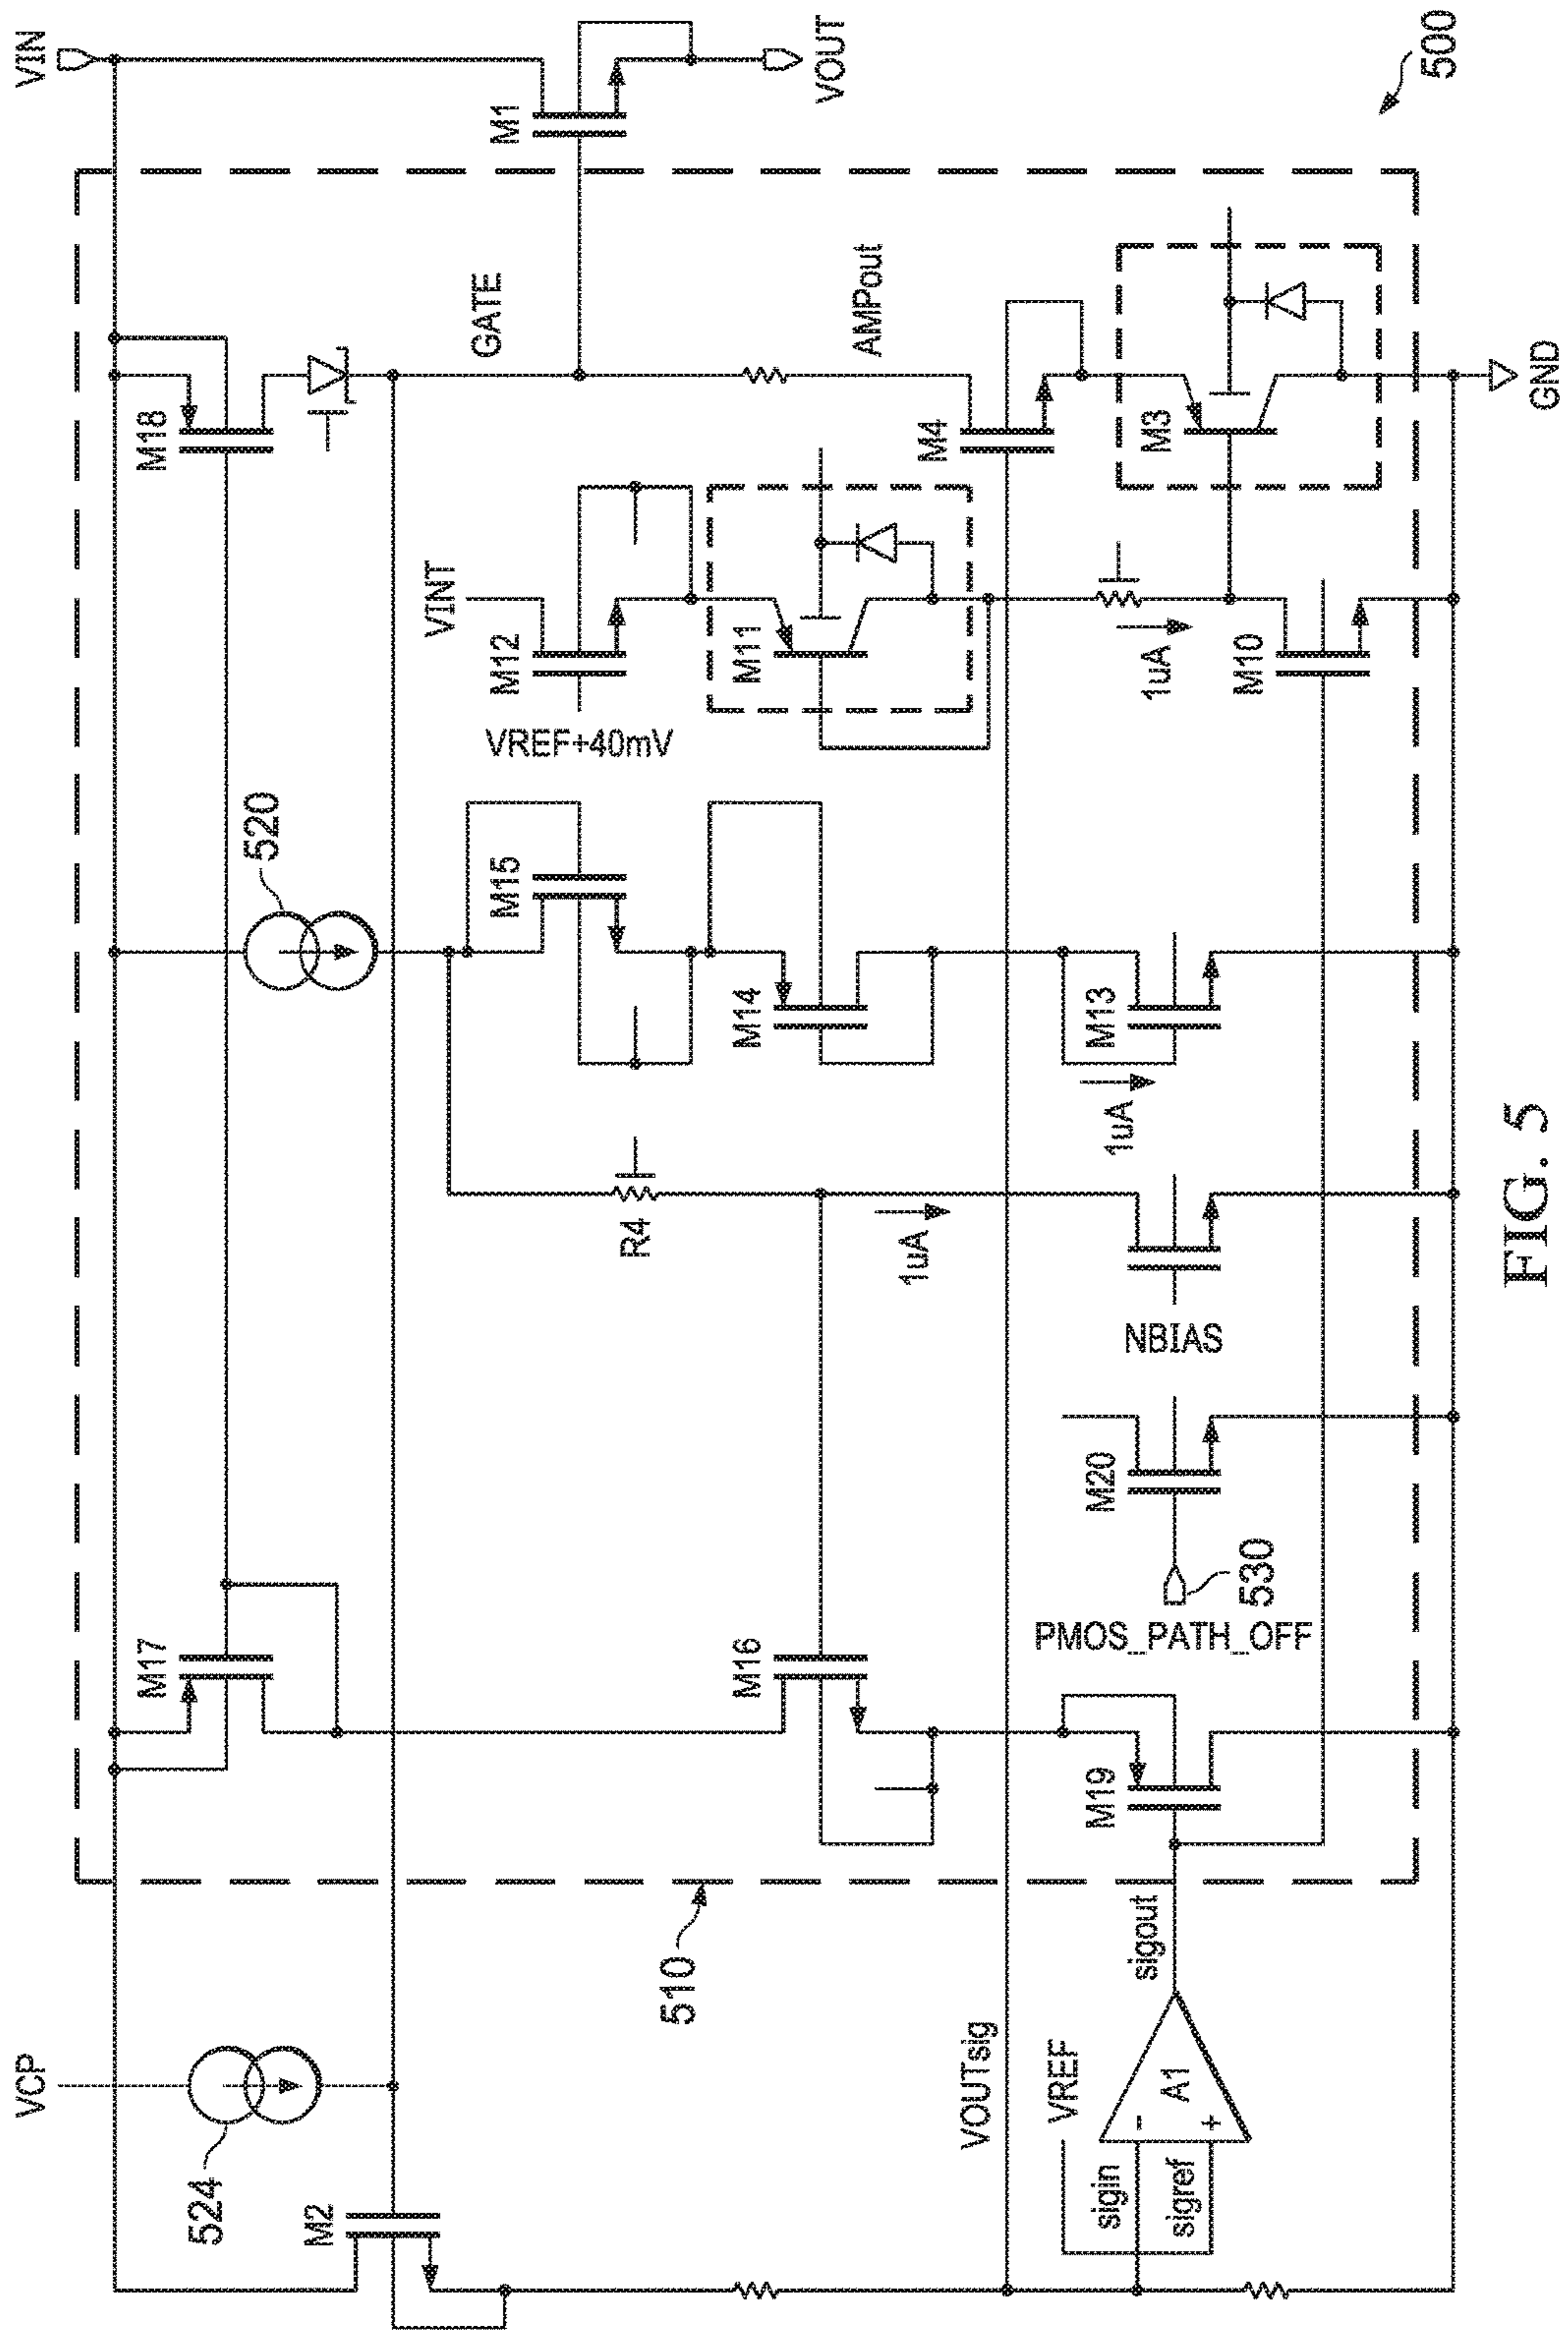 VIN
VCP
524
M2
M17
520
M18
M1
VOUT
GATE
VINT
M12
VREF+40mV
M15
R4
M16
M14
M11
AMPout
M4
M3
510
1uA
1uA
1uA
M13
M10
NBIAS
M20
PMOS_PATH_OFF
530
M19
VOUTsig
VREF
sigin
sigref
-
+
A1
sigout
GND
500
FIG. 5